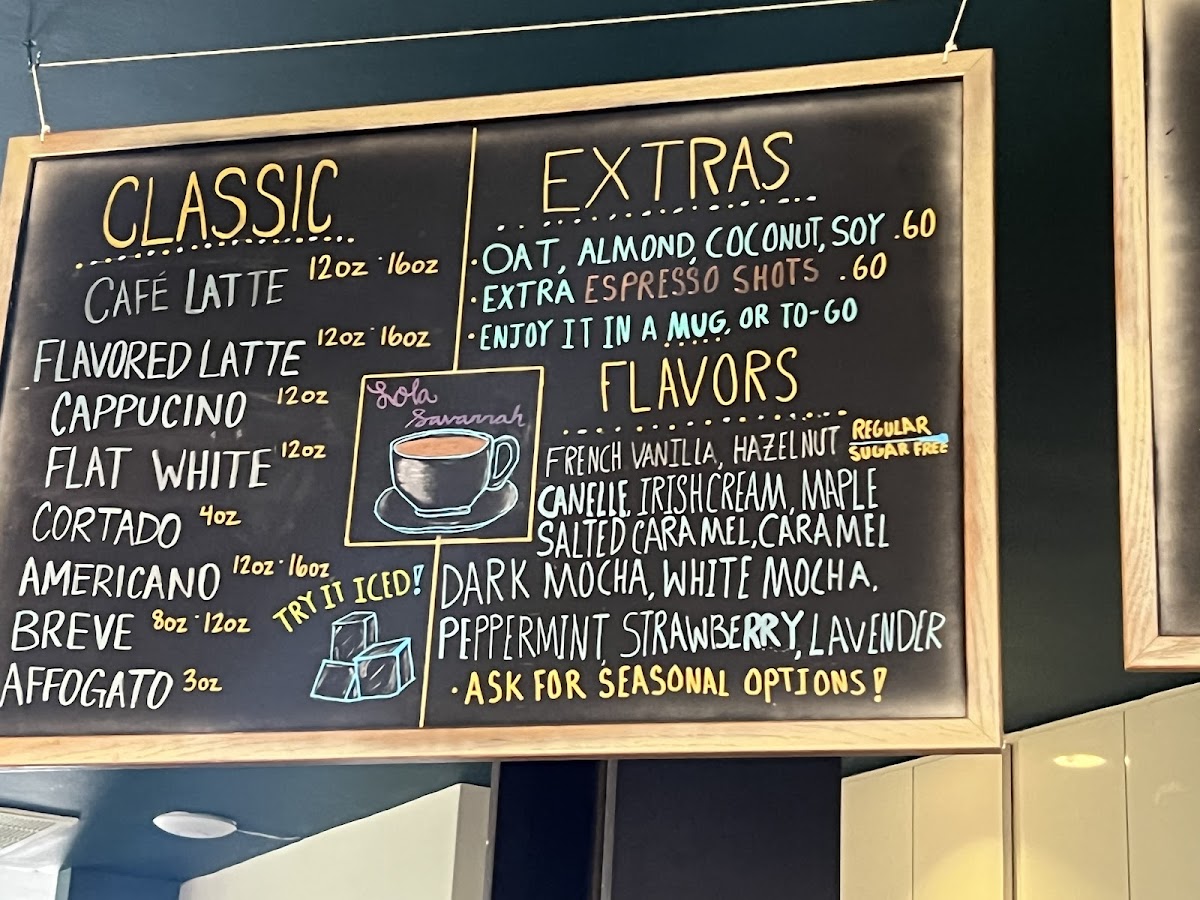 CLASSIC
CAFÉ LATTE 12oz · 16oz
FLAVORED LATTE 12oz · 16oz
CAPPUCINO 12oz
FLAT WHITE 12oz
CORTADO 4oz
AMERICANO 12oz · 16oz
BREVE 8oz · 12oz
AFFOGATO 3oz
TRY IT ICED!
Lola
Savannah
EXTRAS
· OAT, ALMOND, COCONUT, SOY .60
· EXTRA ESPRESSO SHOTS .60
· ENJOY IT IN A MUG, OR TO-GO
FLAVORS
FRENCH VANILLA, HAZELNUT REGULAR
SUGAR FREE
CANELLE, IRISH CREAM, MAPLE
SALTED CARAMEL, CARAMEL
DARK MOCHA, WHITE MOCHA.
PEPPERMINT, STRAWBERRY, LAVENDER
· ASK FOR SEASONAL OPTIONS!